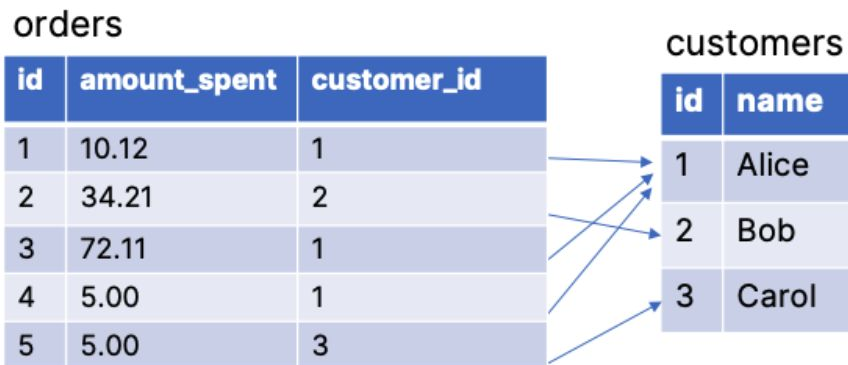 orders
id amount_spent customer_id
1 10.12 1
2 34.21 2
3 72.11 1
4 5.00 1
5 5.00 3
customers
id name
1 Alice
2 Bob
3 Carol